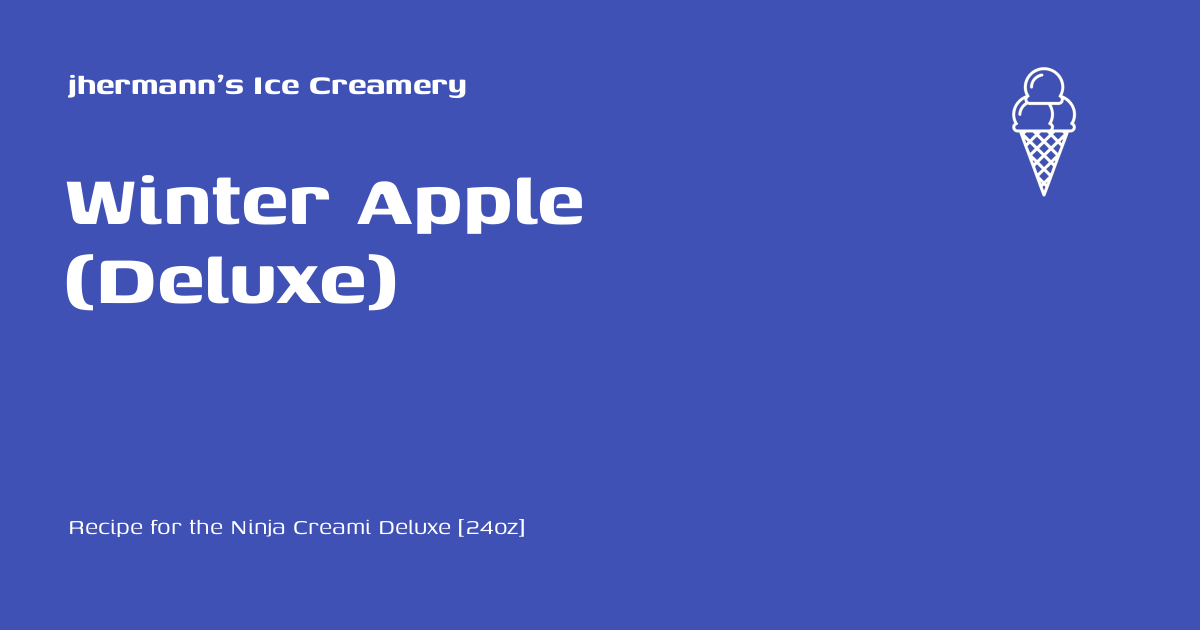 jhermann’s Ice Creamery
Winter Apple
(Deluxe)
Recipe for the Ninja Creami Deluxe [24oz]